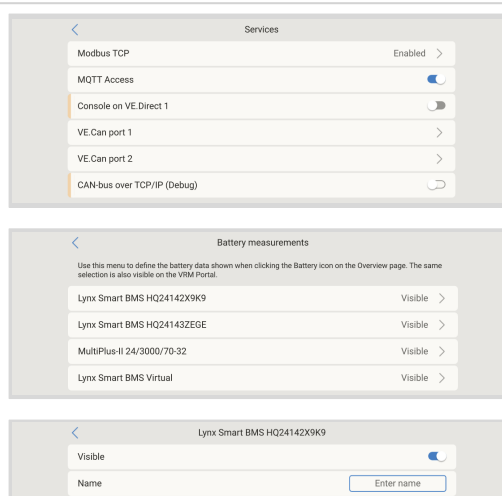 Services
Modbus TCP Enabled
MQTT Access
Console on VE.Direct 1
VE.Can port 1
VE.Can port 2
CAN-bus over TCP/IP (Debug)
Battery measurements
Use this menu to define the battery data shown when clicking the Battery icon on the Overview page. The same
selection is also visible on the VRM Portal.
Lynx Smart BMS HQ24142X9K9 Visible
Lynx Smart BMS HQ24143ZEGE Visible
MultiPlus-II 24/3000/70-32 Visible
Lynx Smart BMS Virtual Visible
Lynx Smart BMS HQ24142X9K9
Visible
Name Enter name